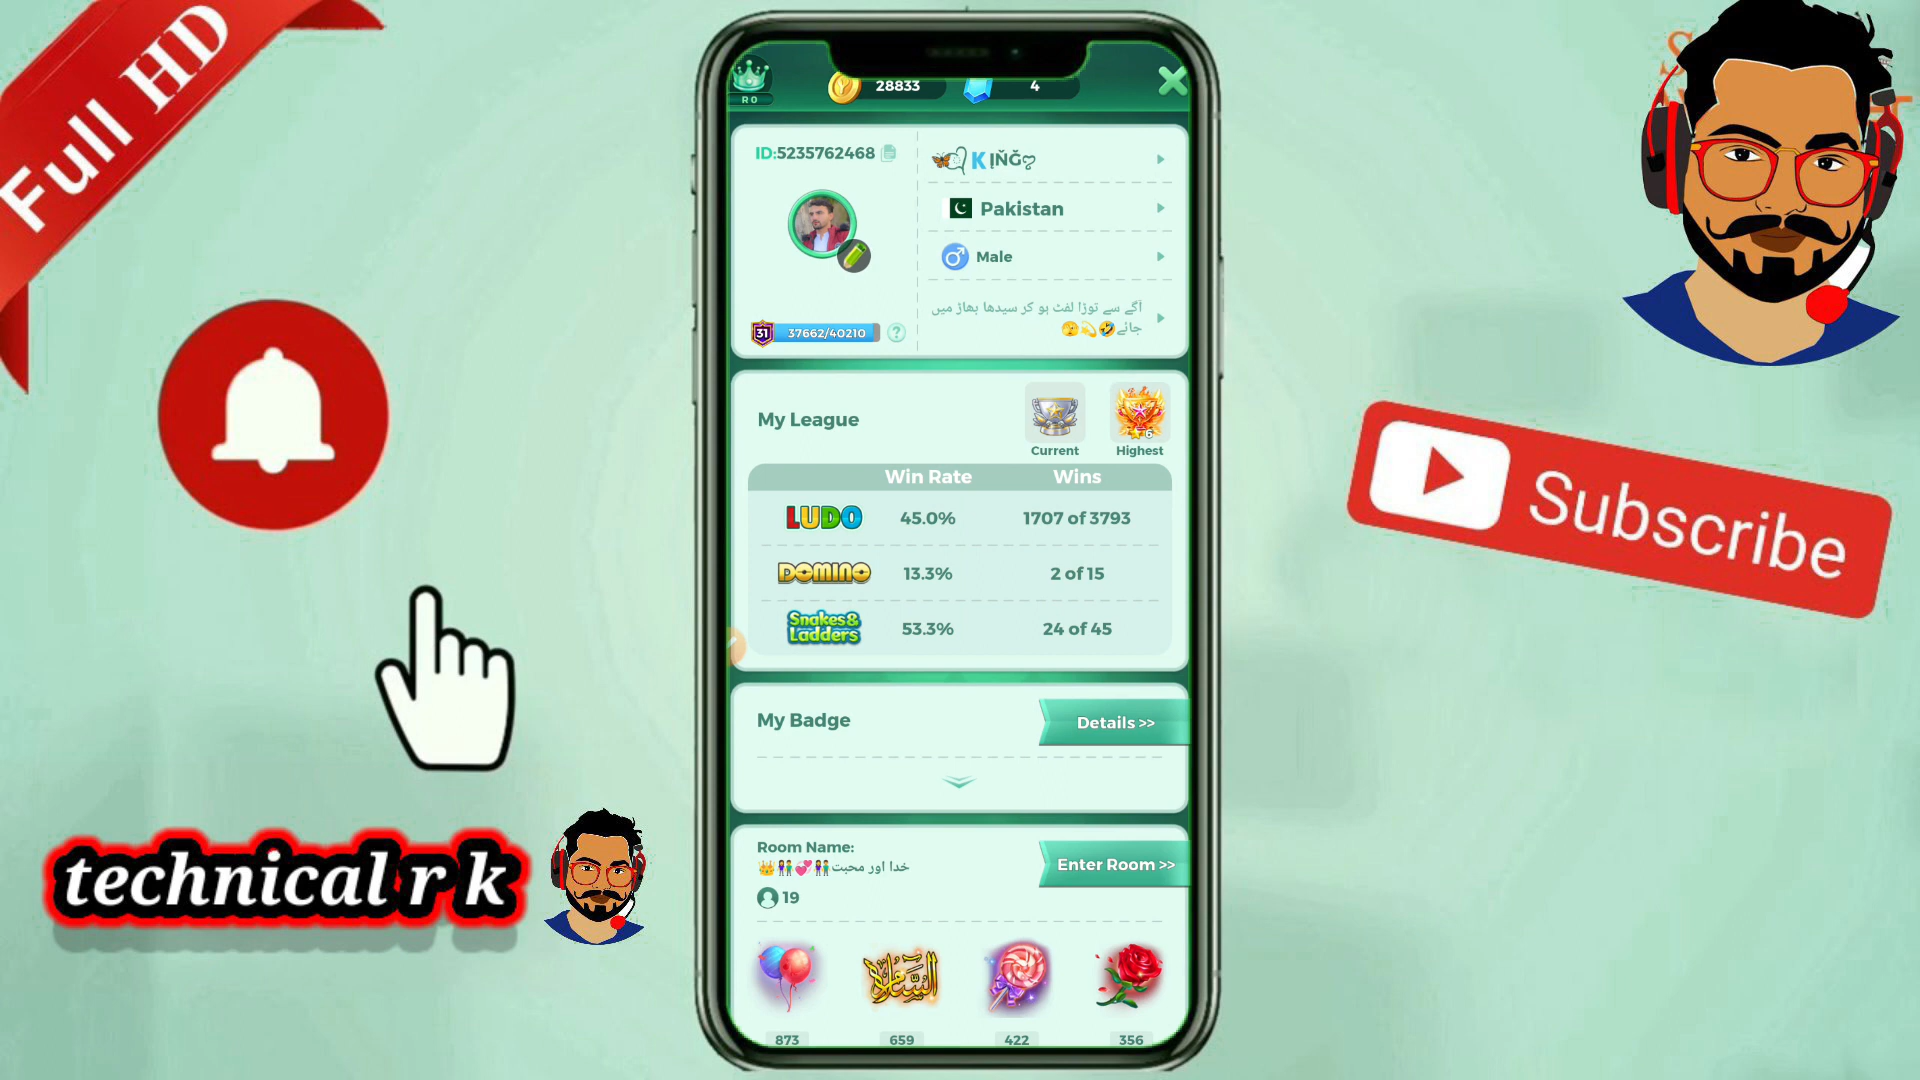 Full HD
R0
28833
4
ID:5235762468
KIŇĞ
Pakistan
Male
آگے سے توڑا لفٹ ہو کر سیدھا بھاڑ میں
جائے🤣💫🫣
31
37662/40210
?
My League
Current
6
Highest
Win Rate
Wins
LUDO
45.0%
1707 of 3793
DOMINO
13.3%
2 of 15
Snakes&
Ladders
53.3%
24 of 45
My Badge
Details >>
Room Name:
خدا اور محبت👫💞👫👑
Enter Room >>
19
873
659
422
356
Subscribe
technical r k